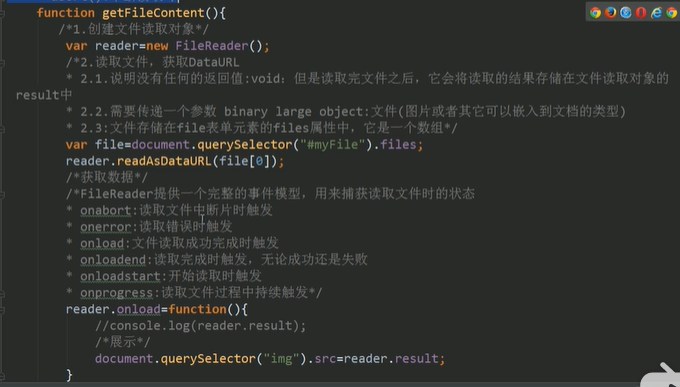 function getFileContent(){
/*1.创建文件读取对象*/
var reader=new FileReader();
/*2.读取文件，获取DataURL
* 2.1.说明没有任何的返回值:void：但是读取完文件之后，它会将读取的结果存储在文件读取对象的
result中
* 2.2.需要传递一个参数 binary large object:文件(图片或者其它可以嵌入到文档的类型)
* 2.3:文件存储在file表单元素的files属性中，它是一个数组*/
var file=document.querySelector("#myFile").files;
reader.readAsDataURL(file[0]);
/*获取数据*/
/*FileReader提供一个完整的事件模型，用来捕获读取文件时的状态
* onabort:读取文件中断片时触发
* onerror:读取错误时触发
* onload:文件读取成功完成时触发
* onloadend:读取完成时触发，无论成功还是失败
* onloadstart:开始读取时触发
* onprogress:读取文件过程中持续触发*/
reader.onload=function(){
//console.log(reader.result);
/*展示*/
document.querySelector("img").src=reader.result;
}